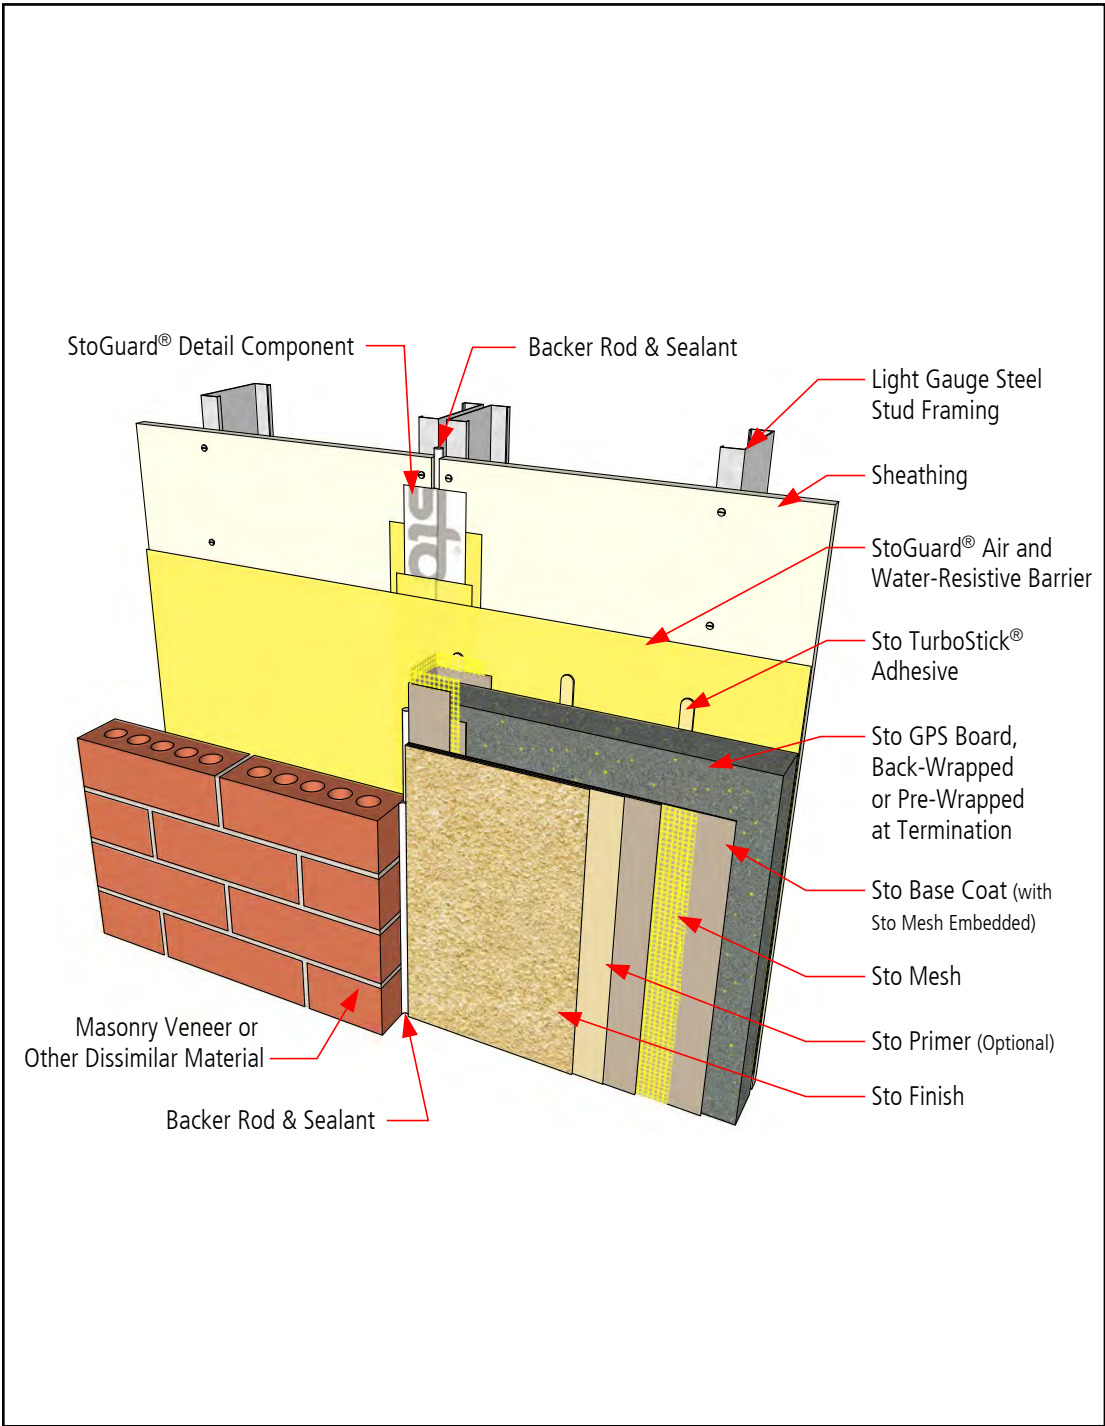 StoGuard® Detail Component
Backer Rod & Sealant
Light Gauge Steel
Stud Framing
Sheathing
StoGuard® Air and
Water-Resistive Barrier
Sto TurboStick®
Adhesive
Sto GPS Board,
Back-Wrapped
or Pre-Wrapped
at Termination
Sto Base Coat (with
Sto Mesh Embedded)
Sto Mesh
Sto Primer (Optional)
Sto Finish
Masonry Veneer or
Other Dissimilar Material
Backer Rod & Sealant
sto®